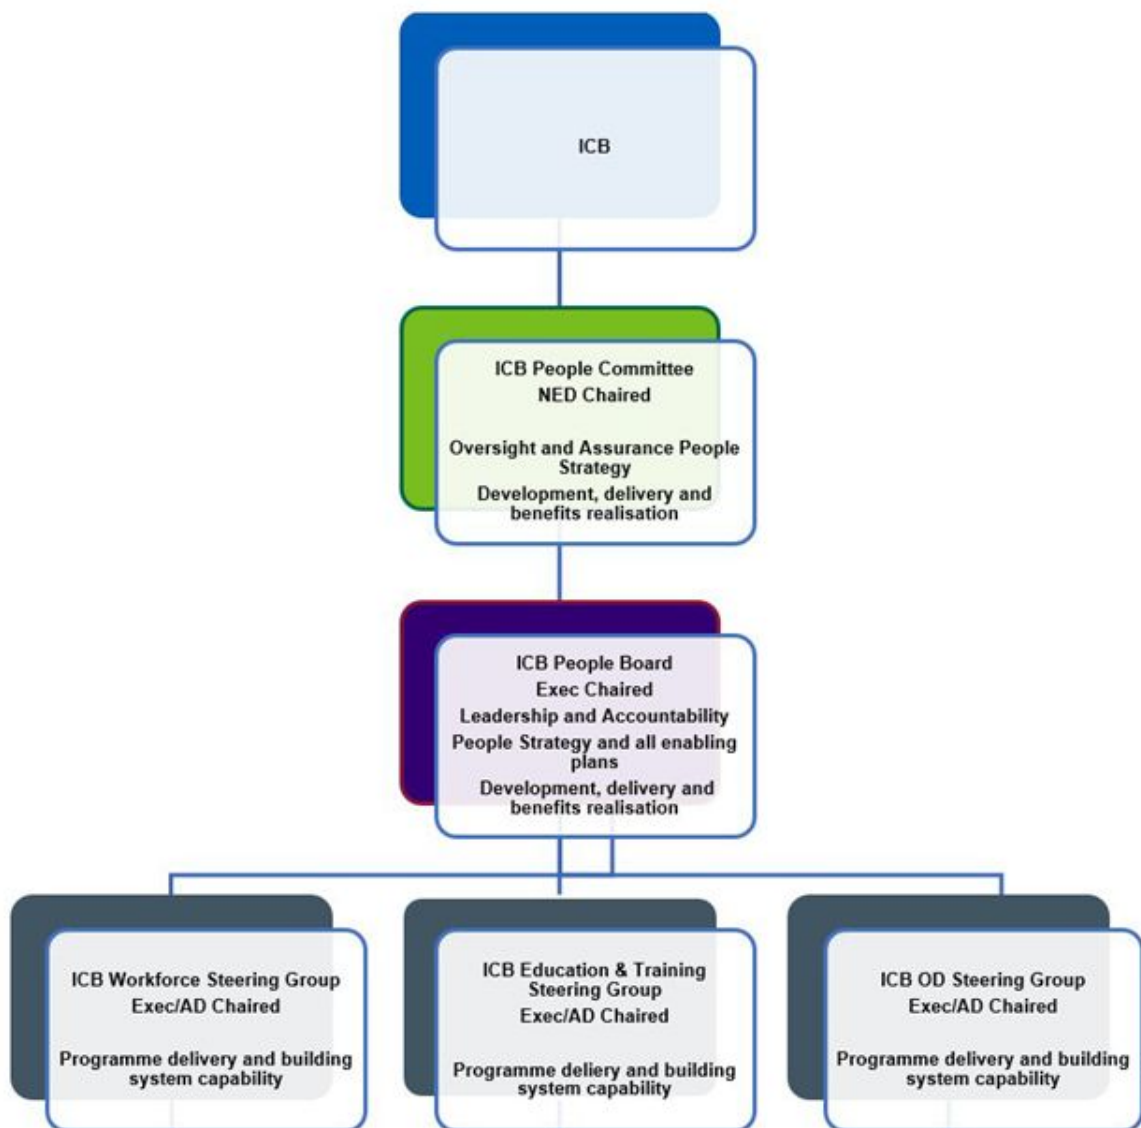 ICB
ICB People Committee
NED Chaired
Oversight and Assurance People
Strategy
Development, delivery and
benefits realisation
ICB People Board
Exec Chaired
Leadership and Accountability
People Strategy and all enabling
plans
Development, delivery and
benefits realisation
ICB Workforce Steering Group
Exec/AD Chaired
Programme delivery and building
system capability
ICB Education & Training
Steering Group
Exec/AD Chaired
Programme deliery and building
system capability
ICB OD Steering Group
Exec/AD Chaired
Programme delivery and building
system capability